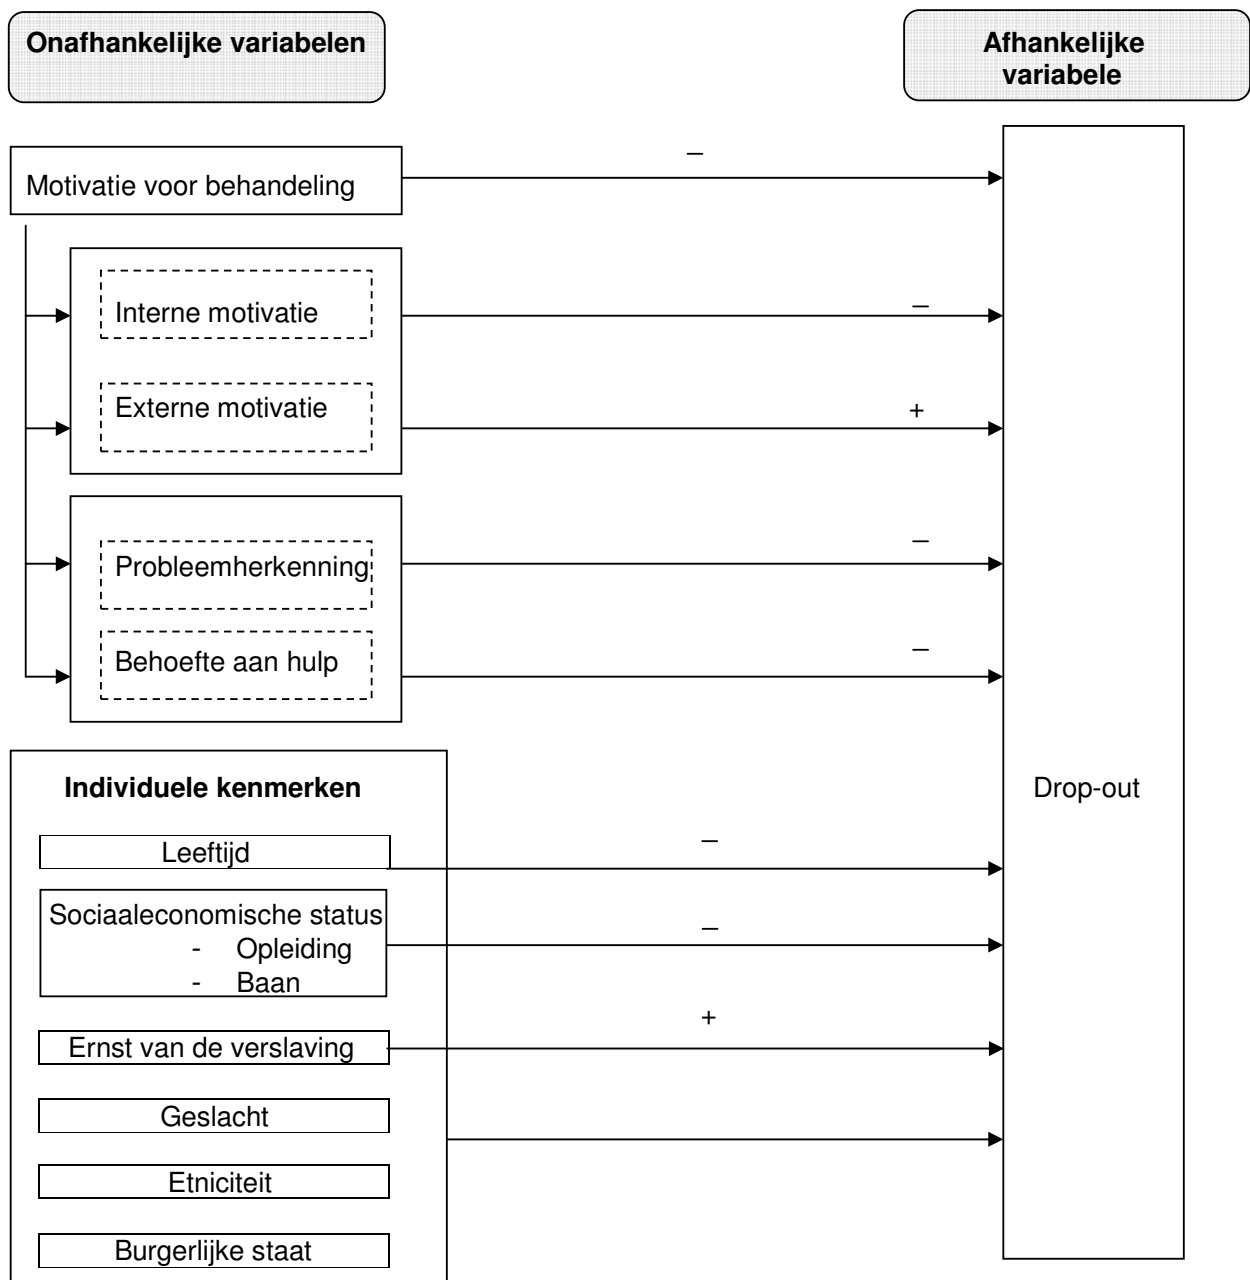 Onafhankelijke variabelen
Afhankelijke
variabele
–
Motivatie voor behandeling
Interne motivatie
–
Externe motivatie
+
–
Probleemherkenning
Behoefte aan hulp
–
Individuele kenmerken
Drop-out
Leeftijd
–
Sociaaleconomische status
- Opleiding
–
- Baan
+
Ernst van de verslaving
Geslacht
Etniciteit
Burgerlijke staat